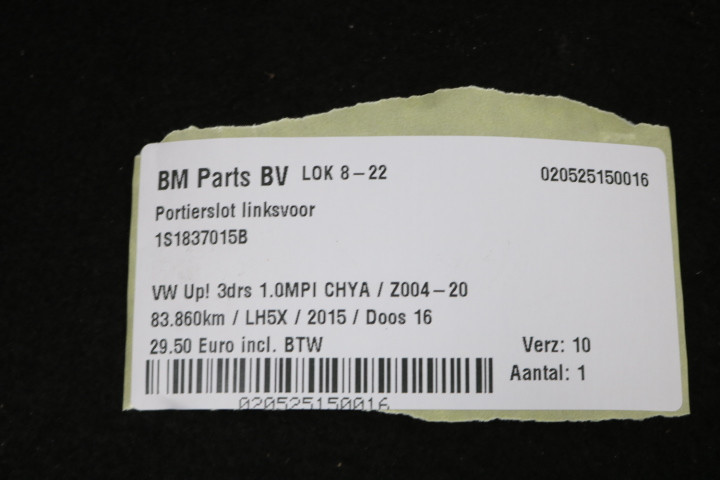 BM Parts BV LOK 8-22 020525150016
Portierslot linksvoor
1S1837015B
VW Up! 3drs 1.0MPI CHYA / Z004-20
83.860km / LH5X / 2015 / Doos 16
29.50 Euro incl. BTW Verz: 10
Aantal: 1
020525150016